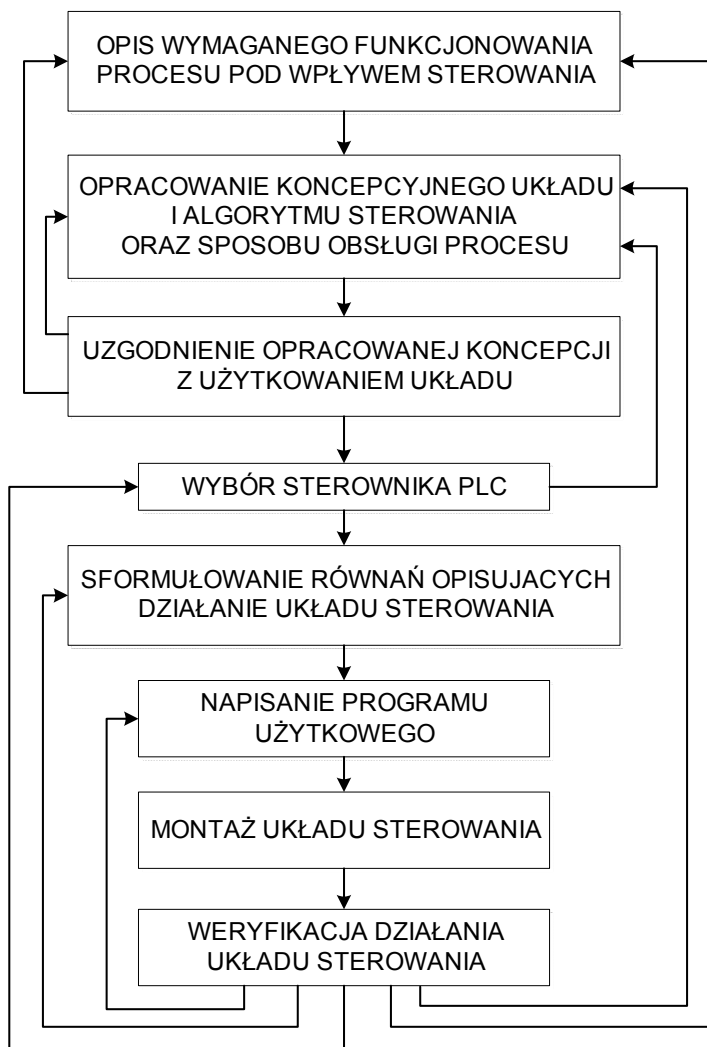 OPIS WYMAGANEGO FUNKCJONOWANIA
PROCESU POD WPŁYWEM STEROWANIA
OPRACOWANIE KONCEPCYJNEGO UKŁADU
I ALGORYTMU STEROWANIA
ORAZ SPOSOBU OBSŁUGI PROCESU
UZGODNIENIE OPRACOWANEJ KONCEPCJI
Z UŻYTKOWANIEM UKŁADU
WYBÓR STEROWNIKA PLC
SFORMUŁOWANIE RÓWNAŃ OPISUJACYCH
DZIAŁANIE UKŁADU STEROWANIA
NAPISANIE PROGRAMU
UŻYTKOWEGO
MONTAŻ UKŁADU STEROWANIA
WERYFIKACJA DZIAŁANIA
UKŁADU STEROWANIA